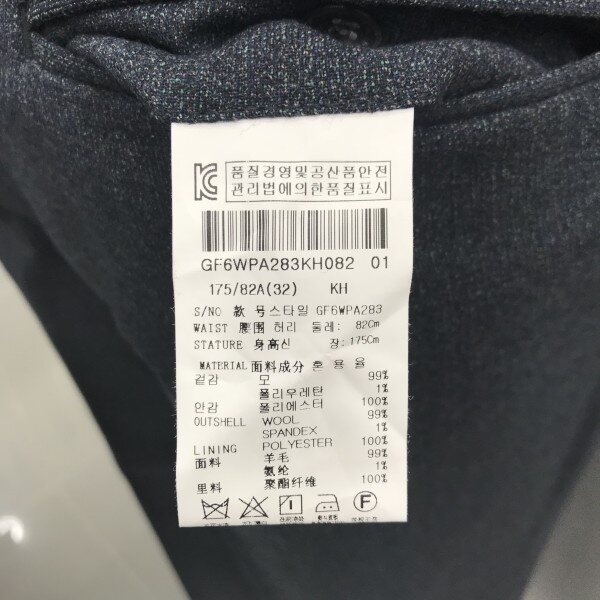 품질경영및공산품안전
관리법에의한품질표시
GF6WPA283KH082 01
175/82A(32) KH
S/NO 款 号스타일 GF6WPA283
WAIST 腰围 허리 둘레: 82Cm
STATURE 身高신 장: 175Cm
MATERIAL 面料成分 혼 용 율
겉감 모 99%
폴리우레탄 1%
안감 폴리에스터 100%
OUTSHELL WOOL 99%
SPANDEX 1%
LINING POLYESTER 100%
面料 羊毛 99%
氨纶 1%
里料 聚酯纤维 100%
F